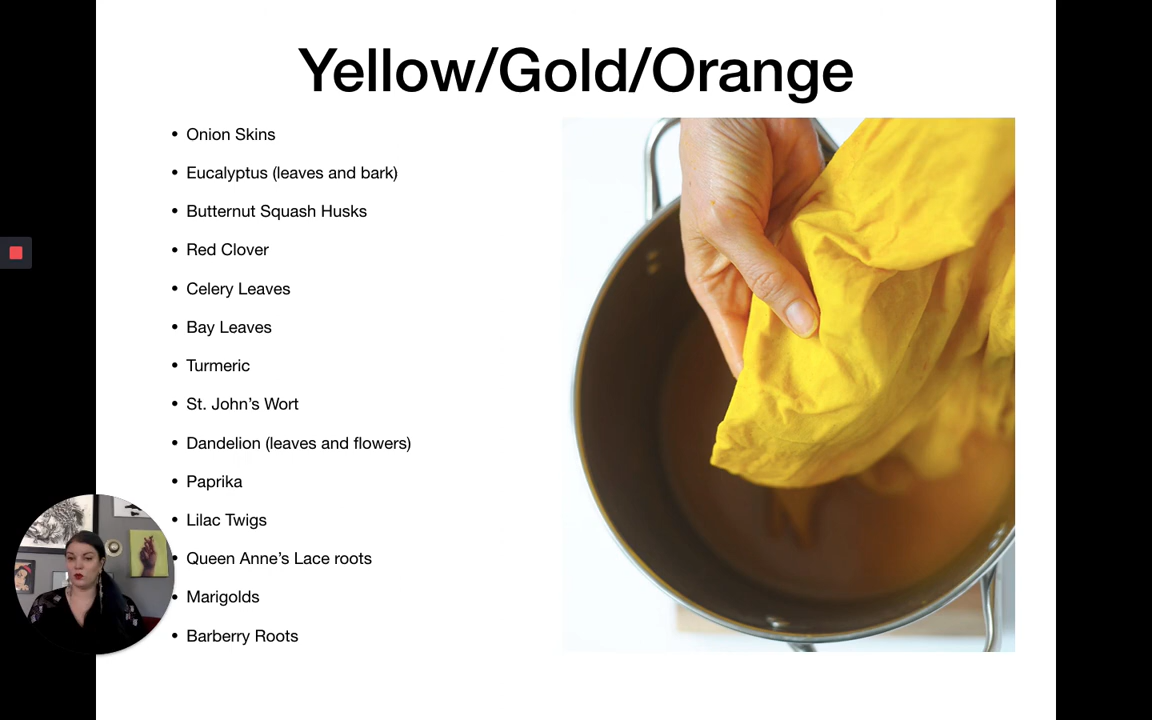 Yellow/Gold/Orange
• Onion Skins
• Eucalyptus (leaves and bark)
• Butternut Squash Husks
• Red Clover
• Celery Leaves
• Bay Leaves
• Turmeric
• St. John’s Wort
• Dandelion (leaves and flowers)
• Paprika
• Lilac Twigs
• Queen Anne’s Lace roots
• Marigolds
• Barberry Roots